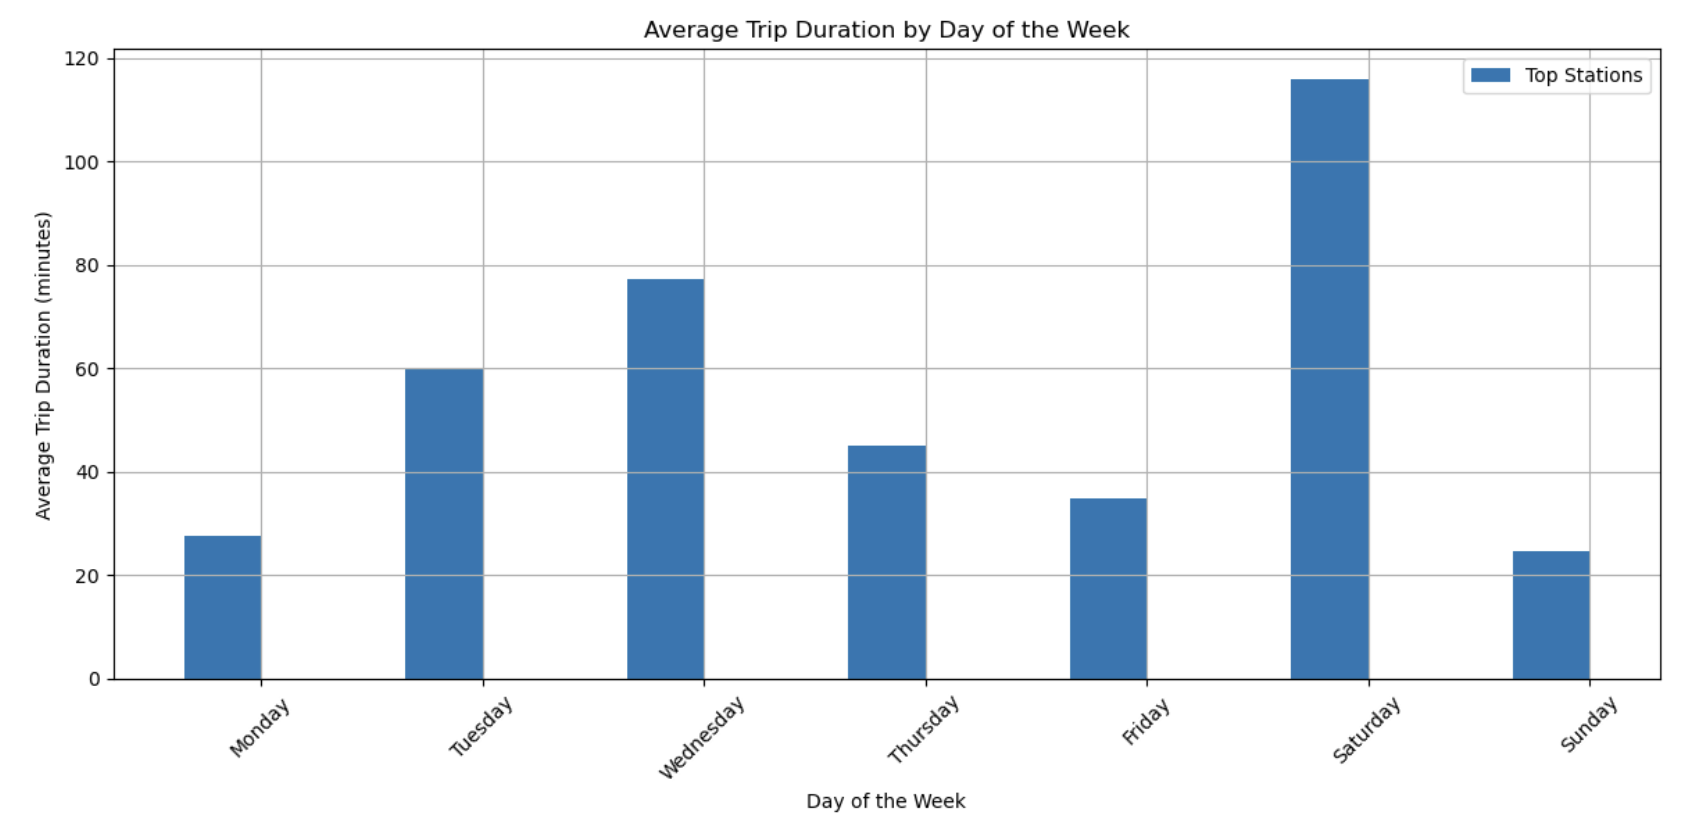 Average Trip Duration by Day of the Week
Top Stations
Average Trip Duration (minutes)
120
100
80
60
40
20
0
Monday
Tuesday
Wednesday
Thursday
Friday
Saturday
Sunday
Day of the Week